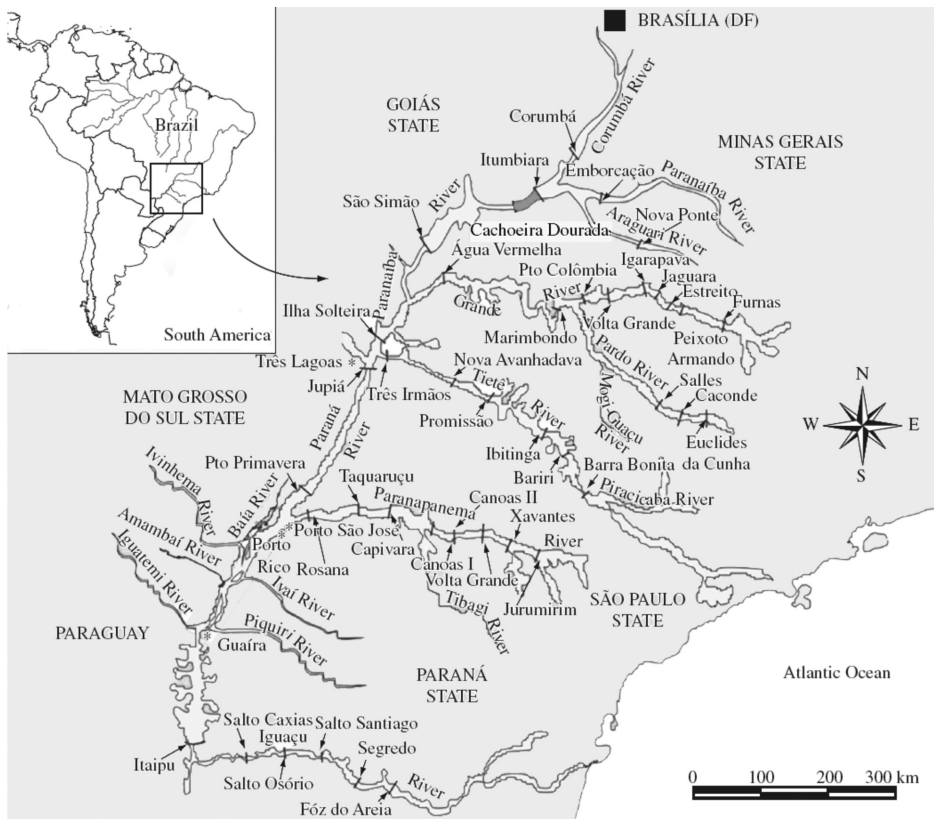 BRASÍLIA (DF)
GOIÁS
STATE
Corumbá River
Corumbá
MINAS GERAIS
STATE
Brazil
Itumbiara
Emborcação
Paranaíba River
São Simão
River
Paranaíba
Cachoeira Dourada
Araguari River
Nova Ponte
Água Vermelha
Igarapava
Pto Colômbia
Jaguara
Estreito
Furnas
Grande
River
Ilha Solteira
South America
Marimbondo
Volta Grande
Peixoto
Armando
Três Lagoas *
Nova Avanhadava
Pardo River
Jupiá
Três Irmãos
Tietê
River
Salles
Caconde
N
W
E
S
MATO GROSSO
DO SUL STATE
Promissão
Mogi Guaçu
River
Paraná
River
Ibitinga
Euclides
da Cunha
Bariri
Barra Bonita
Piracicaba River
Ivinhema
River
Pto Primavera
Baía River
Taquaruçu
Paranapanema
Canoas II
Xavantes
River
Amambaí River
* *
Porto
Rico
Porto São José
Rosana
Capivara
Canoas I
Volta Grande
Jurumirim
Iguatemi River
Ivaí River
Tibagi
River
SÃO PAULO
STATE
PARAGUAY
*
Guaíra
Piquiri River
PARANÁ
STATE
Atlantic Ocean
Salto Caxias
Salto Santiago
Iguaçu
Segredo
Itaipu
Salto Osório
River
Fóz do Areia
0 100 200 300 km